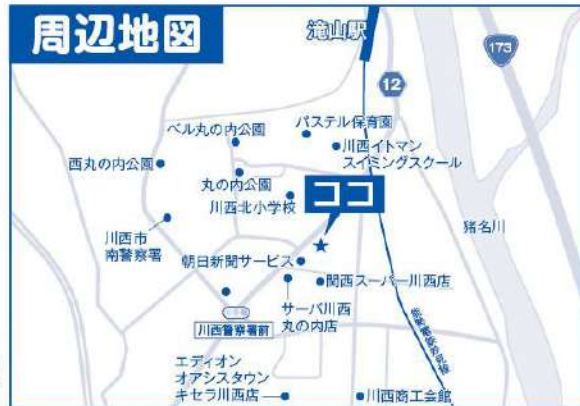 周辺地図
滝山駅
173
12
ベル丸の内公園
パステル保育園
川西イトマン
スイミングスクール
西丸の内公園
丸の内公園
川西北小学校
ココ
川西市
南警察署
猪名川
朝日新聞サービス
関西スーパー川西店
サーバ川西
丸の内店
川西警察署前
エディオン
オアシスタウン
キセラ川西店
川西商工会館